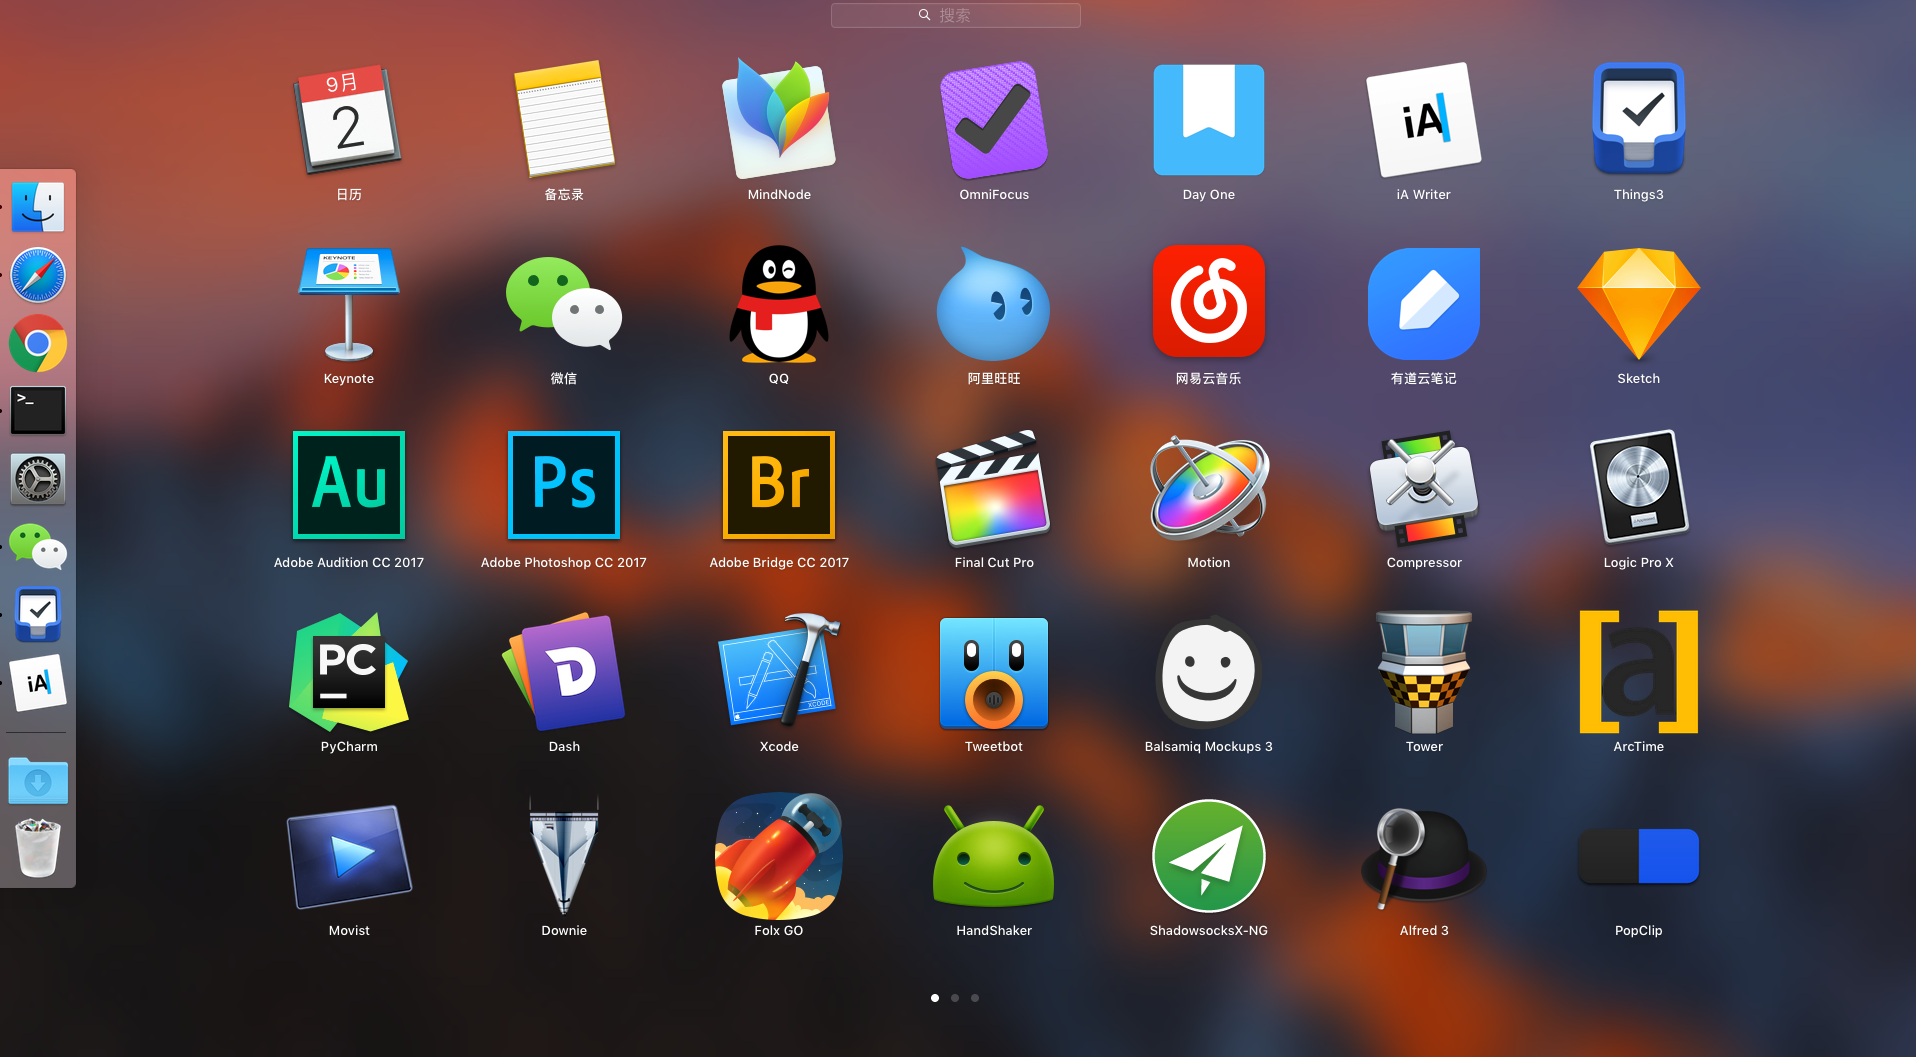 搜索
9月
2
日历
备忘录
MindNode
OmniFocus
Day One
iA
iA Writer
Things3
KEYNOTE
Keynote
微信
QQ
阿里旺旺
网易云音乐
有道云笔记
Sketch
Au
Adobe Audition CC 2017
Ps
Adobe Photoshop CC 2017
Br
Adobe Bridge CC 2017
Final Cut Pro
Motion
Compressor
Logic Pro X
PC
PyCharm
D
Dash
XCODE
Xcode
Tweetbot
Balsamiq Mockups 3
Tower
[a]
ArcTime
Movist
Downie
Folx GO
HandShaker
ShadowsocksX-NG
Alfred 3
PopClip
>_
iA